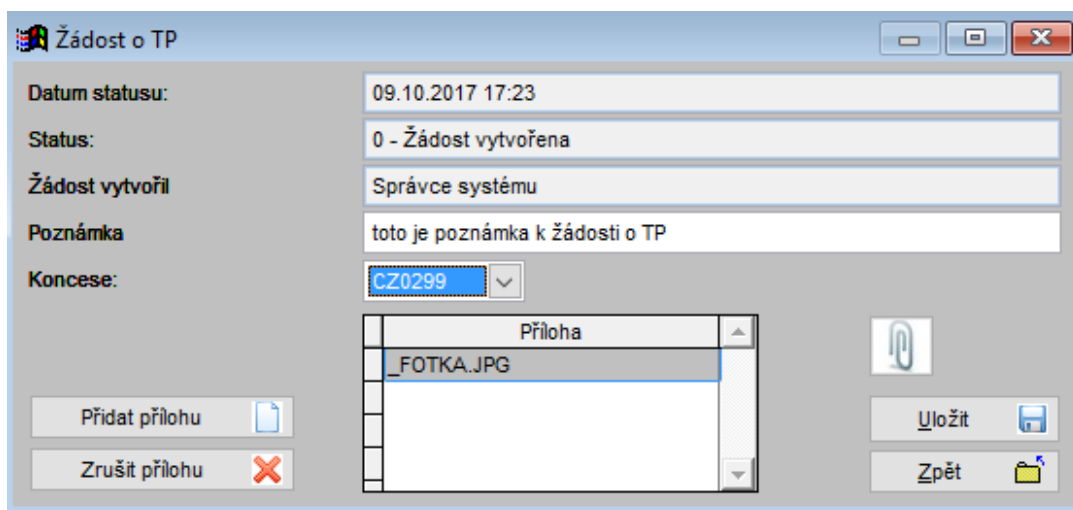 Žádost o TP
Datum statusu: 09.10.2017 17:23
Status: 0 - Žádost vytvořena
Žádost vytvořil Správce systému
Poznámka toto je poznámka k žádosti o TP
Koncese: CZ0299
Příloha
_FOTKA.JPG
Přidat přílohu Uložit
Zrušit přílohu Zpět